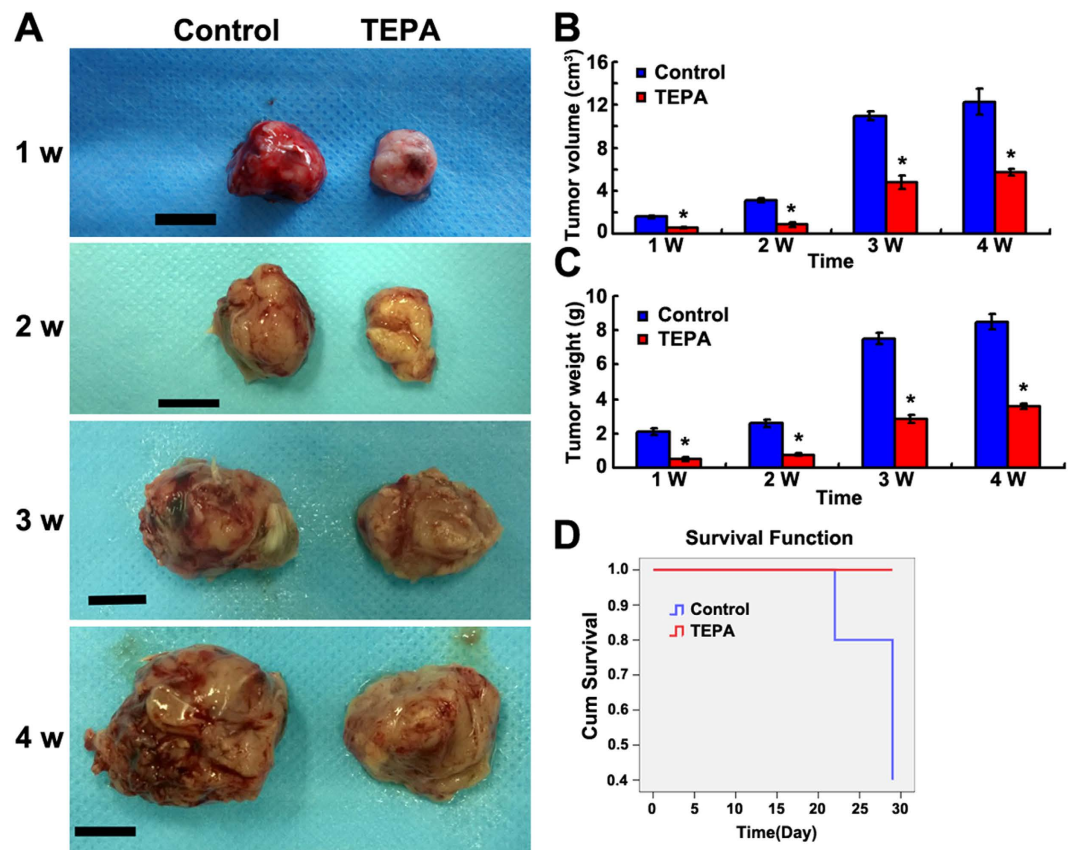 A
Control TEPA
1 w
2 w
3 w
4 w
B
Tumor volume (cm³)
16
12
8
4
0
Control
TEPA
*
*
*
*
1 W 2 W 3 W 4 W
Time
C
Tumor weight (g)
10
8
6
4
2
0
Control
TEPA
*
*
*
*
1 W 2 W 3 W 4 W
Time
D
Survival Function
Cum Survival
1.0
0.9
0.8
0.7
0.6
0.5
0.4
Control
TEPA
0 5 10 15 20 25 30
Time(Day)